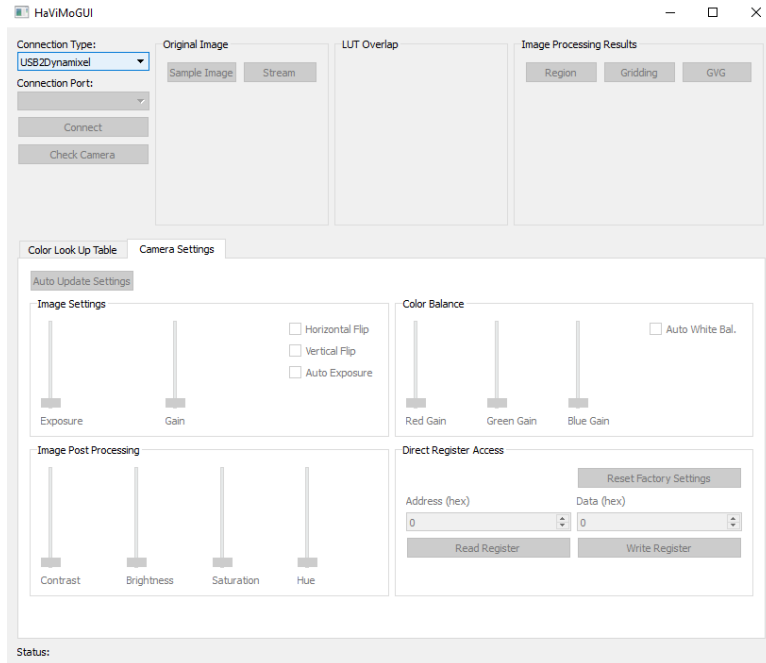 HaViMoGUI
Connection Type:
USB2Dynamixel
Connection Port:
Connect
Check Camera
Original Image
Sample Image Stream
LUT Overlap
Image Processing Results
Region Gridding GVG
Color Look Up Table Camera Settings
Auto Update Settings
Image Settings
Horizontal Flip
Vertical Flip
Auto Exposure
Exposure Gain
Color Balance
Auto White Bal.
Red Gain Green Gain Blue Gain
Image Post Processing
Contrast Brightness Saturation Hue
Direct Register Access
Reset Factory Settings
Address (hex) Data (hex)
0 0
Read Register Write Register
Status: